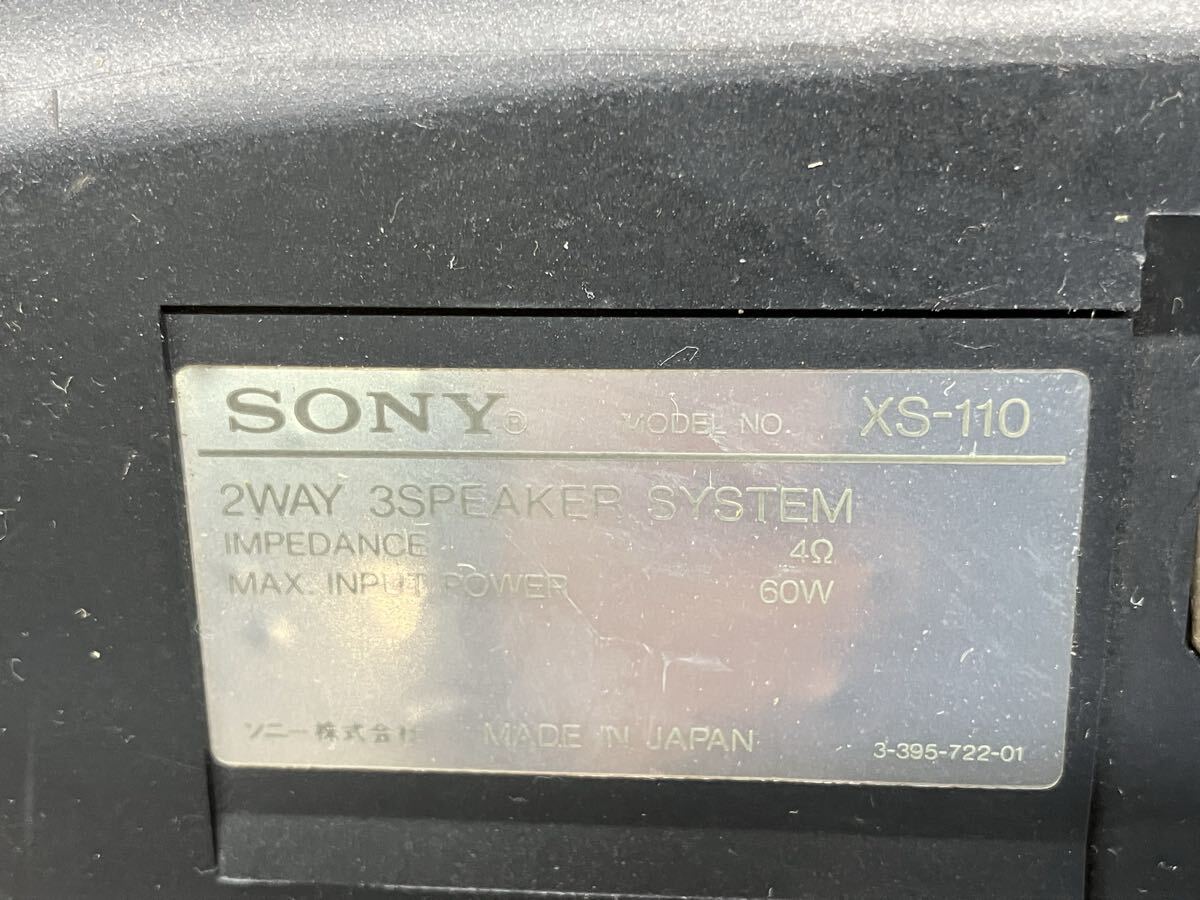 SONY® MODEL NO. XS-110
2WAY 3SPEAKER SYSTEM
IMPEDANCE 4Ω
MAX. INPUT POWER 60W
ソニー株式会社 MADE IN JAPAN 3-395-722-01